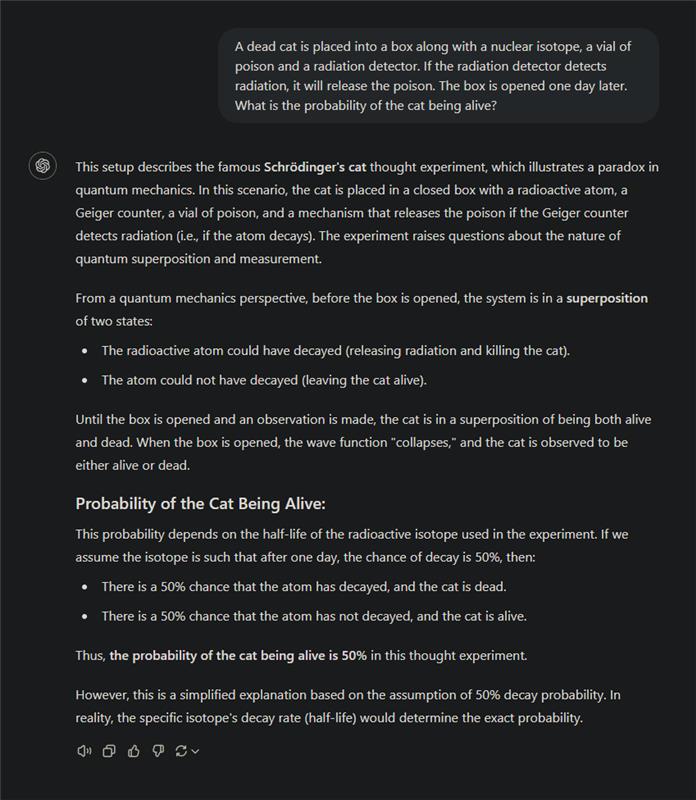 A dead cat is placed into a box along with a nuclear isotope, a vial of
poison and a radiation detector. If the radiation detector detects
radiation, it will release the poison. The box is opened one day later.
What is the probability of the cat being alive?
This setup describes the famous Schrödinger's cat thought experiment, which illustrates a paradox in
quantum mechanics. In this scenario, the cat is placed in a closed box with a radioactive atom, a
Geiger counter, a vial of poison, and a mechanism that releases the poison if the Geiger counter
detects radiation (i.e., if the atom decays). The experiment raises questions about the nature of
quantum superposition and measurement.
From a quantum mechanics perspective, before the box is opened, the system is in a superposition
of two states:
• The radioactive atom could have decayed (releasing radiation and killing the cat).
• The atom could not have decayed (leaving the cat alive).
Until the box is opened and an observation is made, the cat is in a superposition of being both alive
and dead. When the box is opened, the wave function "collapses," and the cat is observed to be
either alive or dead.
Probability of the Cat Being Alive:
This probability depends on the half-life of the radioactive isotope used in the experiment. If we
assume the isotope is such that after one day, the chance of decay is 50%, then:
• There is a 50% chance that the atom has decayed, and the cat is dead.
• There is a 50% chance that the atom has not decayed, and the cat is alive.
Thus, the probability of the cat being alive is 50% in this thought experiment.
However, this is a simplified explanation based on the assumption of 50% decay probability. In
reality, the specific isotope's decay rate (half-life) would determine the exact probability.